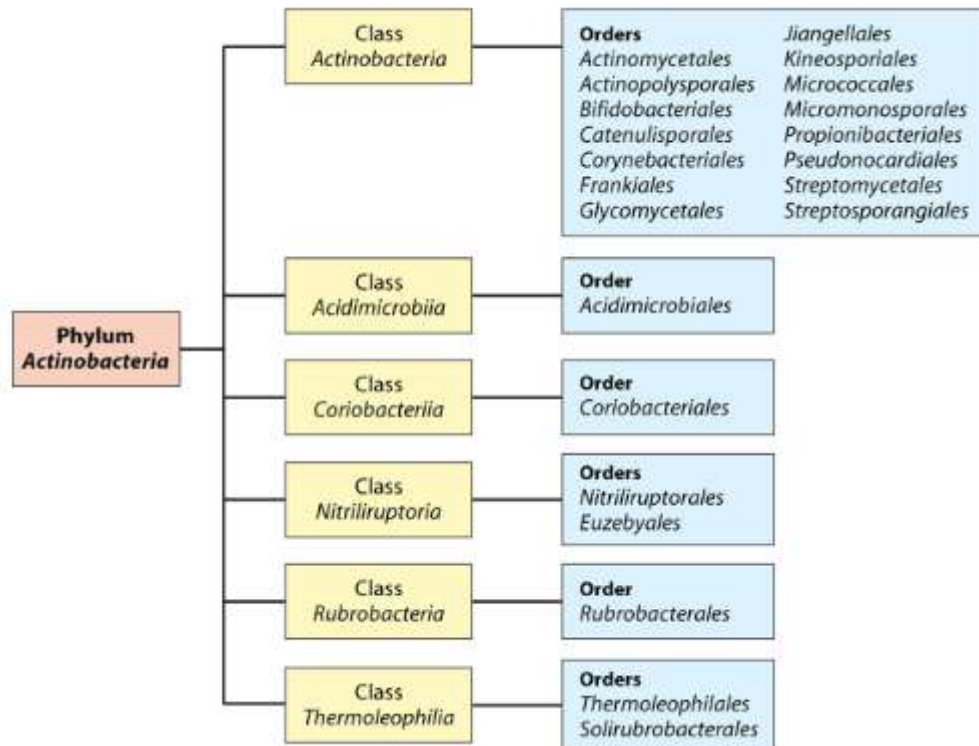 Phylum
Actinobacteria
Class
Actinobacteria
Orders
Actinomycetales
Actinopolysporales
Bifidobacteriales
Catenulisporales
Corynebacteriales
Frankiales
Glycomycetales
Jiangellales
Kineosporiales
Micrococcales
Micromonosporales
Propionibacteriales
Pseudonocardiales
Streptomycetales
Streptosporangiales
Class
Acidimicrobiia
Order
Acidimicrobiales
Class
Coriobacteriia
Order
Coriobacteriales
Class
Nitriliruptoria
Orders
Nitriliruptorales
Euzebyales
Class
Rubrobacteria
Order
Rubrobacterales
Class
Thermoleophilia
Orders
Thermoleophilales
Solirubrobacterales